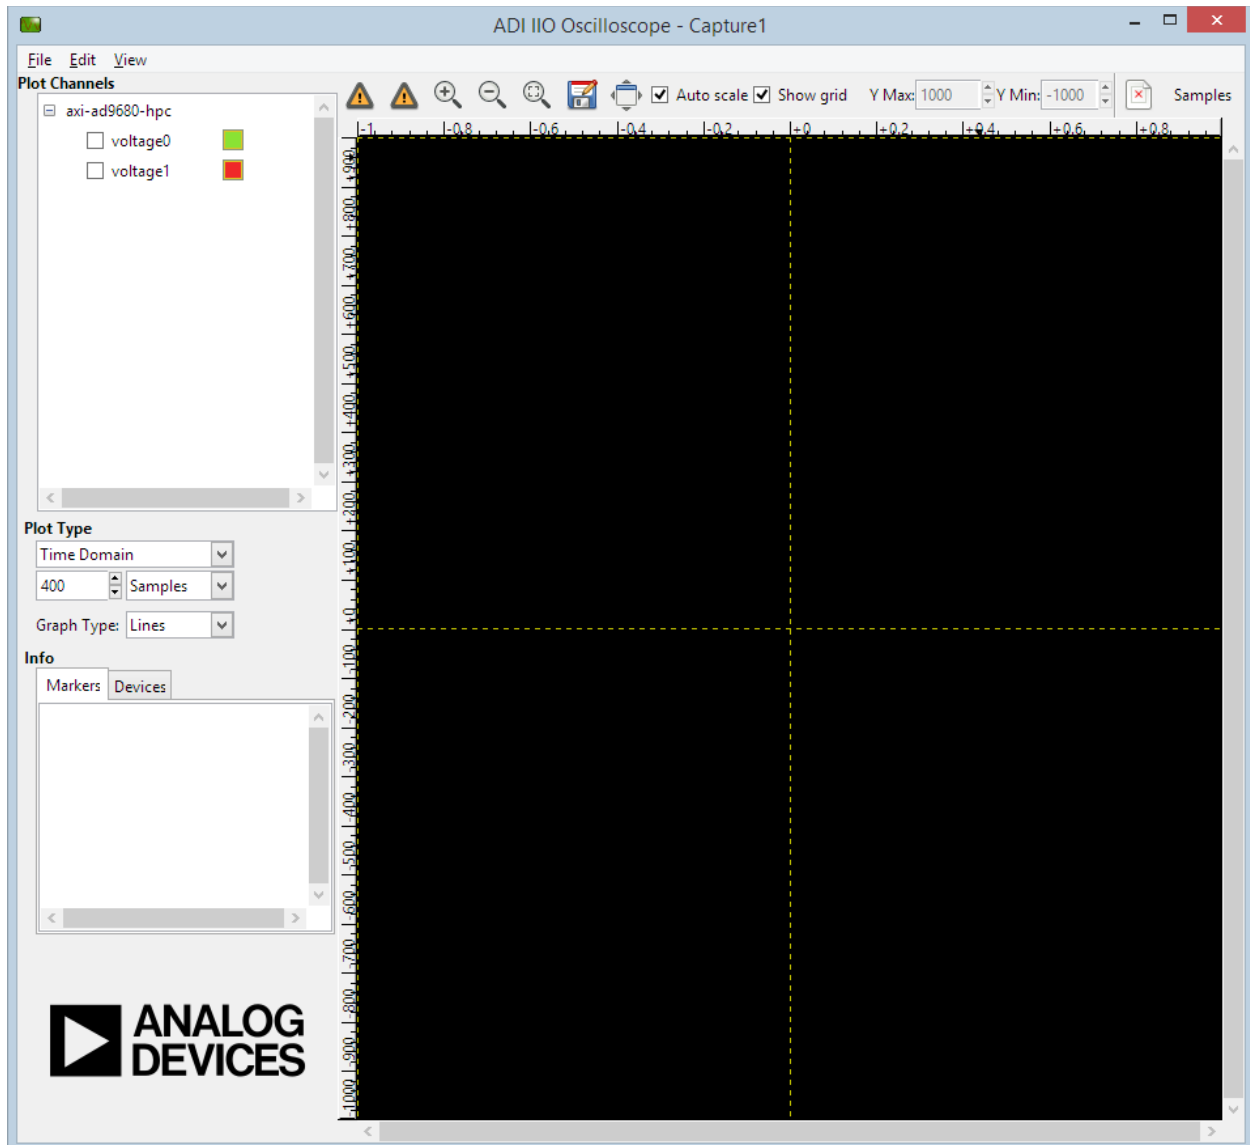 ADI IIO Oscilloscope - Capture1
File Edit View
Plot Channels
axi-ad9680-hpc
voltage0
voltage1
Auto scale Show grid Y Max: 1000 Y Min: -1000 Samples
-1 -0.8 -0.6 -0.4 -0.2 +0 +0.2 +0.4 +0.6 +0.8
+900
+800
+700
+600
+500
+400
+300
+200
+100
+0
-100
-200
-300
-400
-500
-600
-700
-800
-900
-1000
Plot Type
Time Domain
400 Samples
Graph Type: Lines
Info
Markers Devices
ANALOG
DEVICES